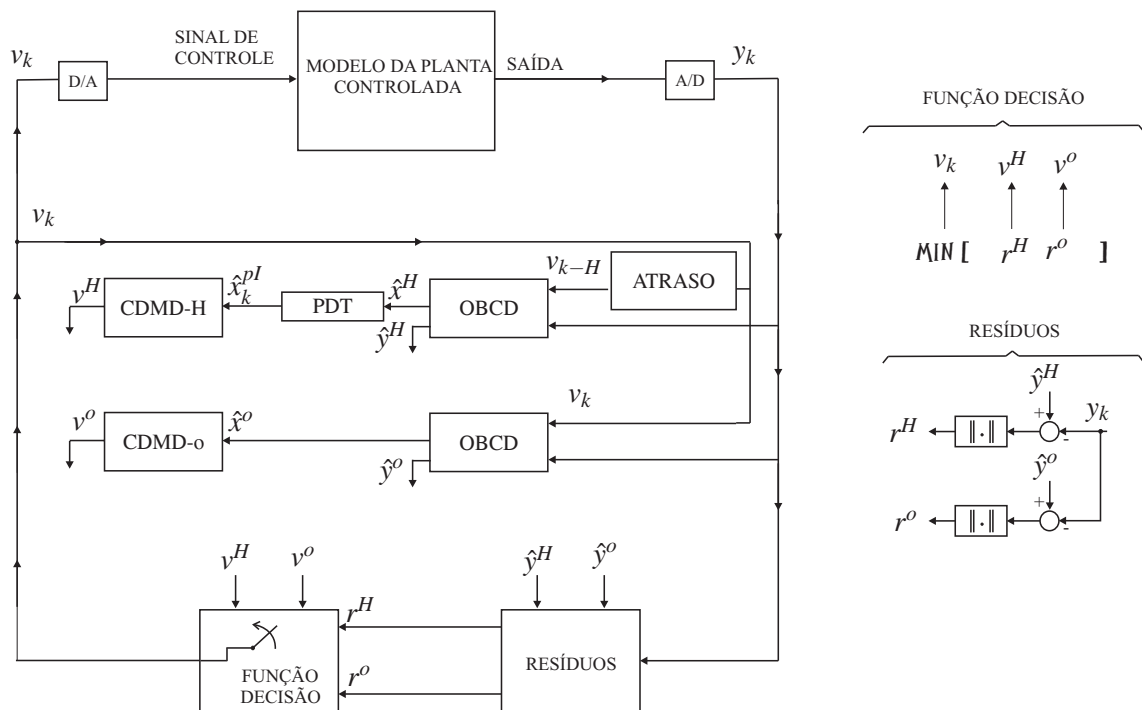 v_k
D/A
SINAL DE
CONTROLE
MODELO DA PLANTA
CONTROLADA
SAÍDA
A/D
y_k
v_k
v^H
CDMD-H
x̂_k^{pI}
PDT
x̂^H
OBCD
ŷ^H
v_{k-H}
ATRASO
v^o
CDMD-o
x̂^o
OBCD
ŷ^o
v_k
v^H
v^o
FUNÇÃO
DECISÃO
r^H
r^o
ŷ^H
ŷ^o
RESÍDUOS
FUNÇÃO DECISÃO
v_k v^H v^o
MIN [ r^H r^o ]
RESÍDUOS
ŷ^H
r^H ‖.‖ + - y_k
ŷ^o
r^o ‖.‖ + -